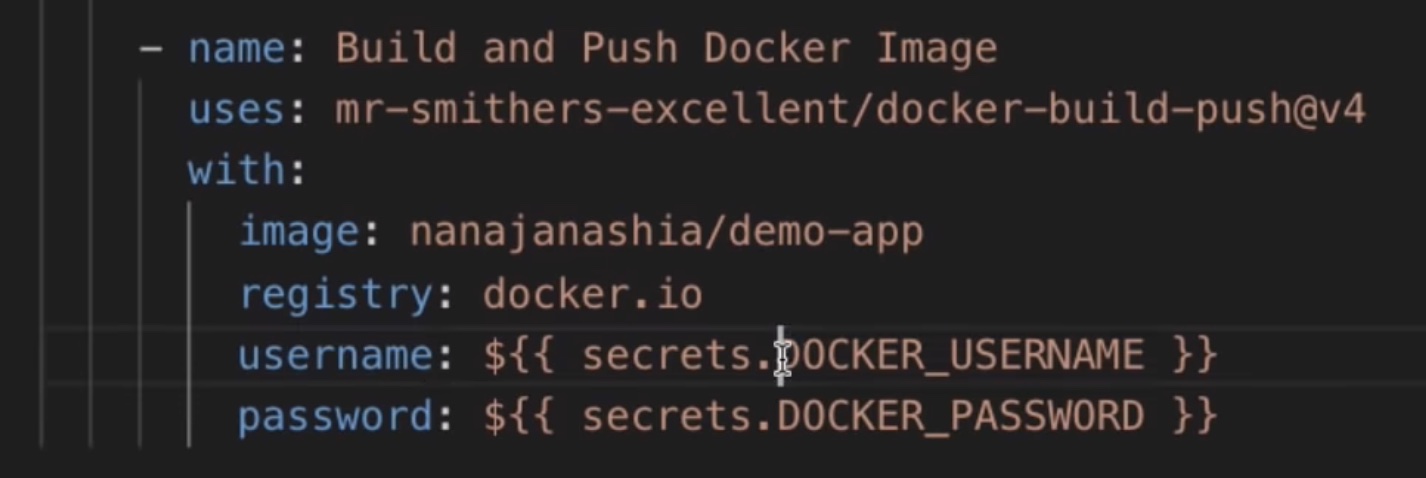 - name: Build and Push Docker Image
uses: mr-smithers-excellent/docker-build-push@v4
with:
image: nanajanashia/demo-app
registry: docker.io
username: ${{ secrets.DOCKER_USERNAME }}
password: ${{ secrets.DOCKER_PASSWORD }}